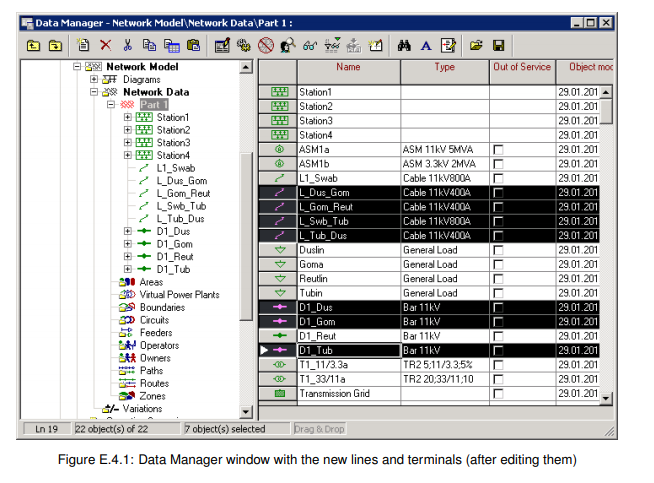 Data Manager - Network Model\Network Data\Part 1 :
Network Model
Diagrams
Network Data
Part 1
Station1
Station2
Station3
Station4
L1_Swab
L_Dus_Gom
L_Gom_Reut
L_Swb_Tub
L_Tub_Dus
D1_Dus
D1_Gom
D1_Reut
D1_Tub
Areas
Virtual Power Plants
Boundaries
Circuits
Feeders
Operators
Owners
Paths
Routes
Zones
Variations
Name Type Out of Service Object mod
Station1 29.01.201
Station2 29.01.201
Station3 29.01.201
Station4 29.01.201
ASM1a ASM 11kV 5MVA 29.01.201
ASM1b ASM 3.3kV 2MVA 29.01.201
L1_Swab Cable 11kV800A 29.01.201
L_Dus_Gom Cable 11kV400A 29.01.201
L_Gom_Reut Cable 11kV400A 29.01.201
L_Swb_Tub Cable 11kV800A 29.01.201
L_Tub_Dus Cable 11kV400A 29.01.201
Duslin General Load 29.01.201
Goma General Load 29.01.201
Reutlin General Load 29.01.201
Tubin General Load 29.01.201
D1_Dus Bar 11kV 29.01.201
D1_Gom Bar 11kV 29.01.201
D1_Reut Bar 11kV 29.01.201
D1_Tub Bar 11kV 29.01.201
T1_11/3.3a TR2 5;11/3.3;5% 29.01.201
T1_33/11a TR2 20;33/11;10 29.01.201
Transmission Grid 29.01.201
Ln 19 22 object(s) of 22 7 object(s) selected Drag & Drop
Figure E.4.1: Data Manager window with the new lines and terminals (after editing them)